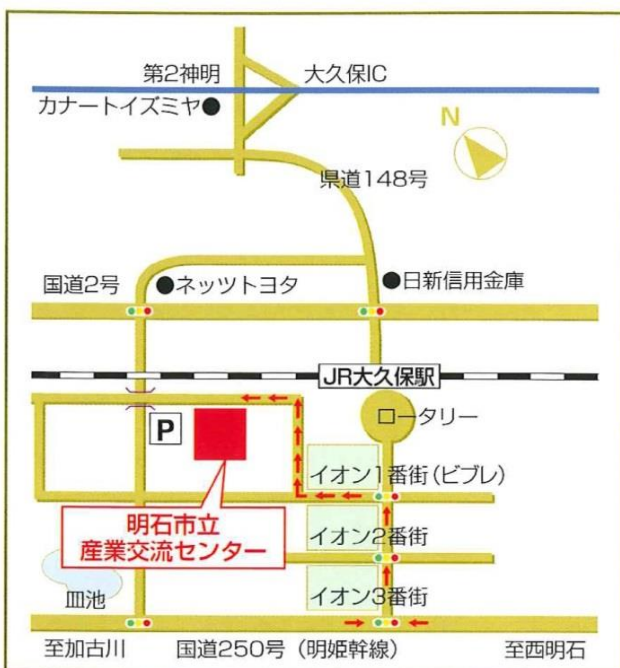 第2神明
大久保IC
カナートイズミヤ
N
県道148号
国道2号
ネッツトヨタ
日新信用金庫
JR大久保駅
P
ロータリー
イオン1番街(ビブレ)
明石市立
産業交流センター
イオン2番街
皿池
イオン3番街
至加古川
国道250号(明姫幹線)
至西明石